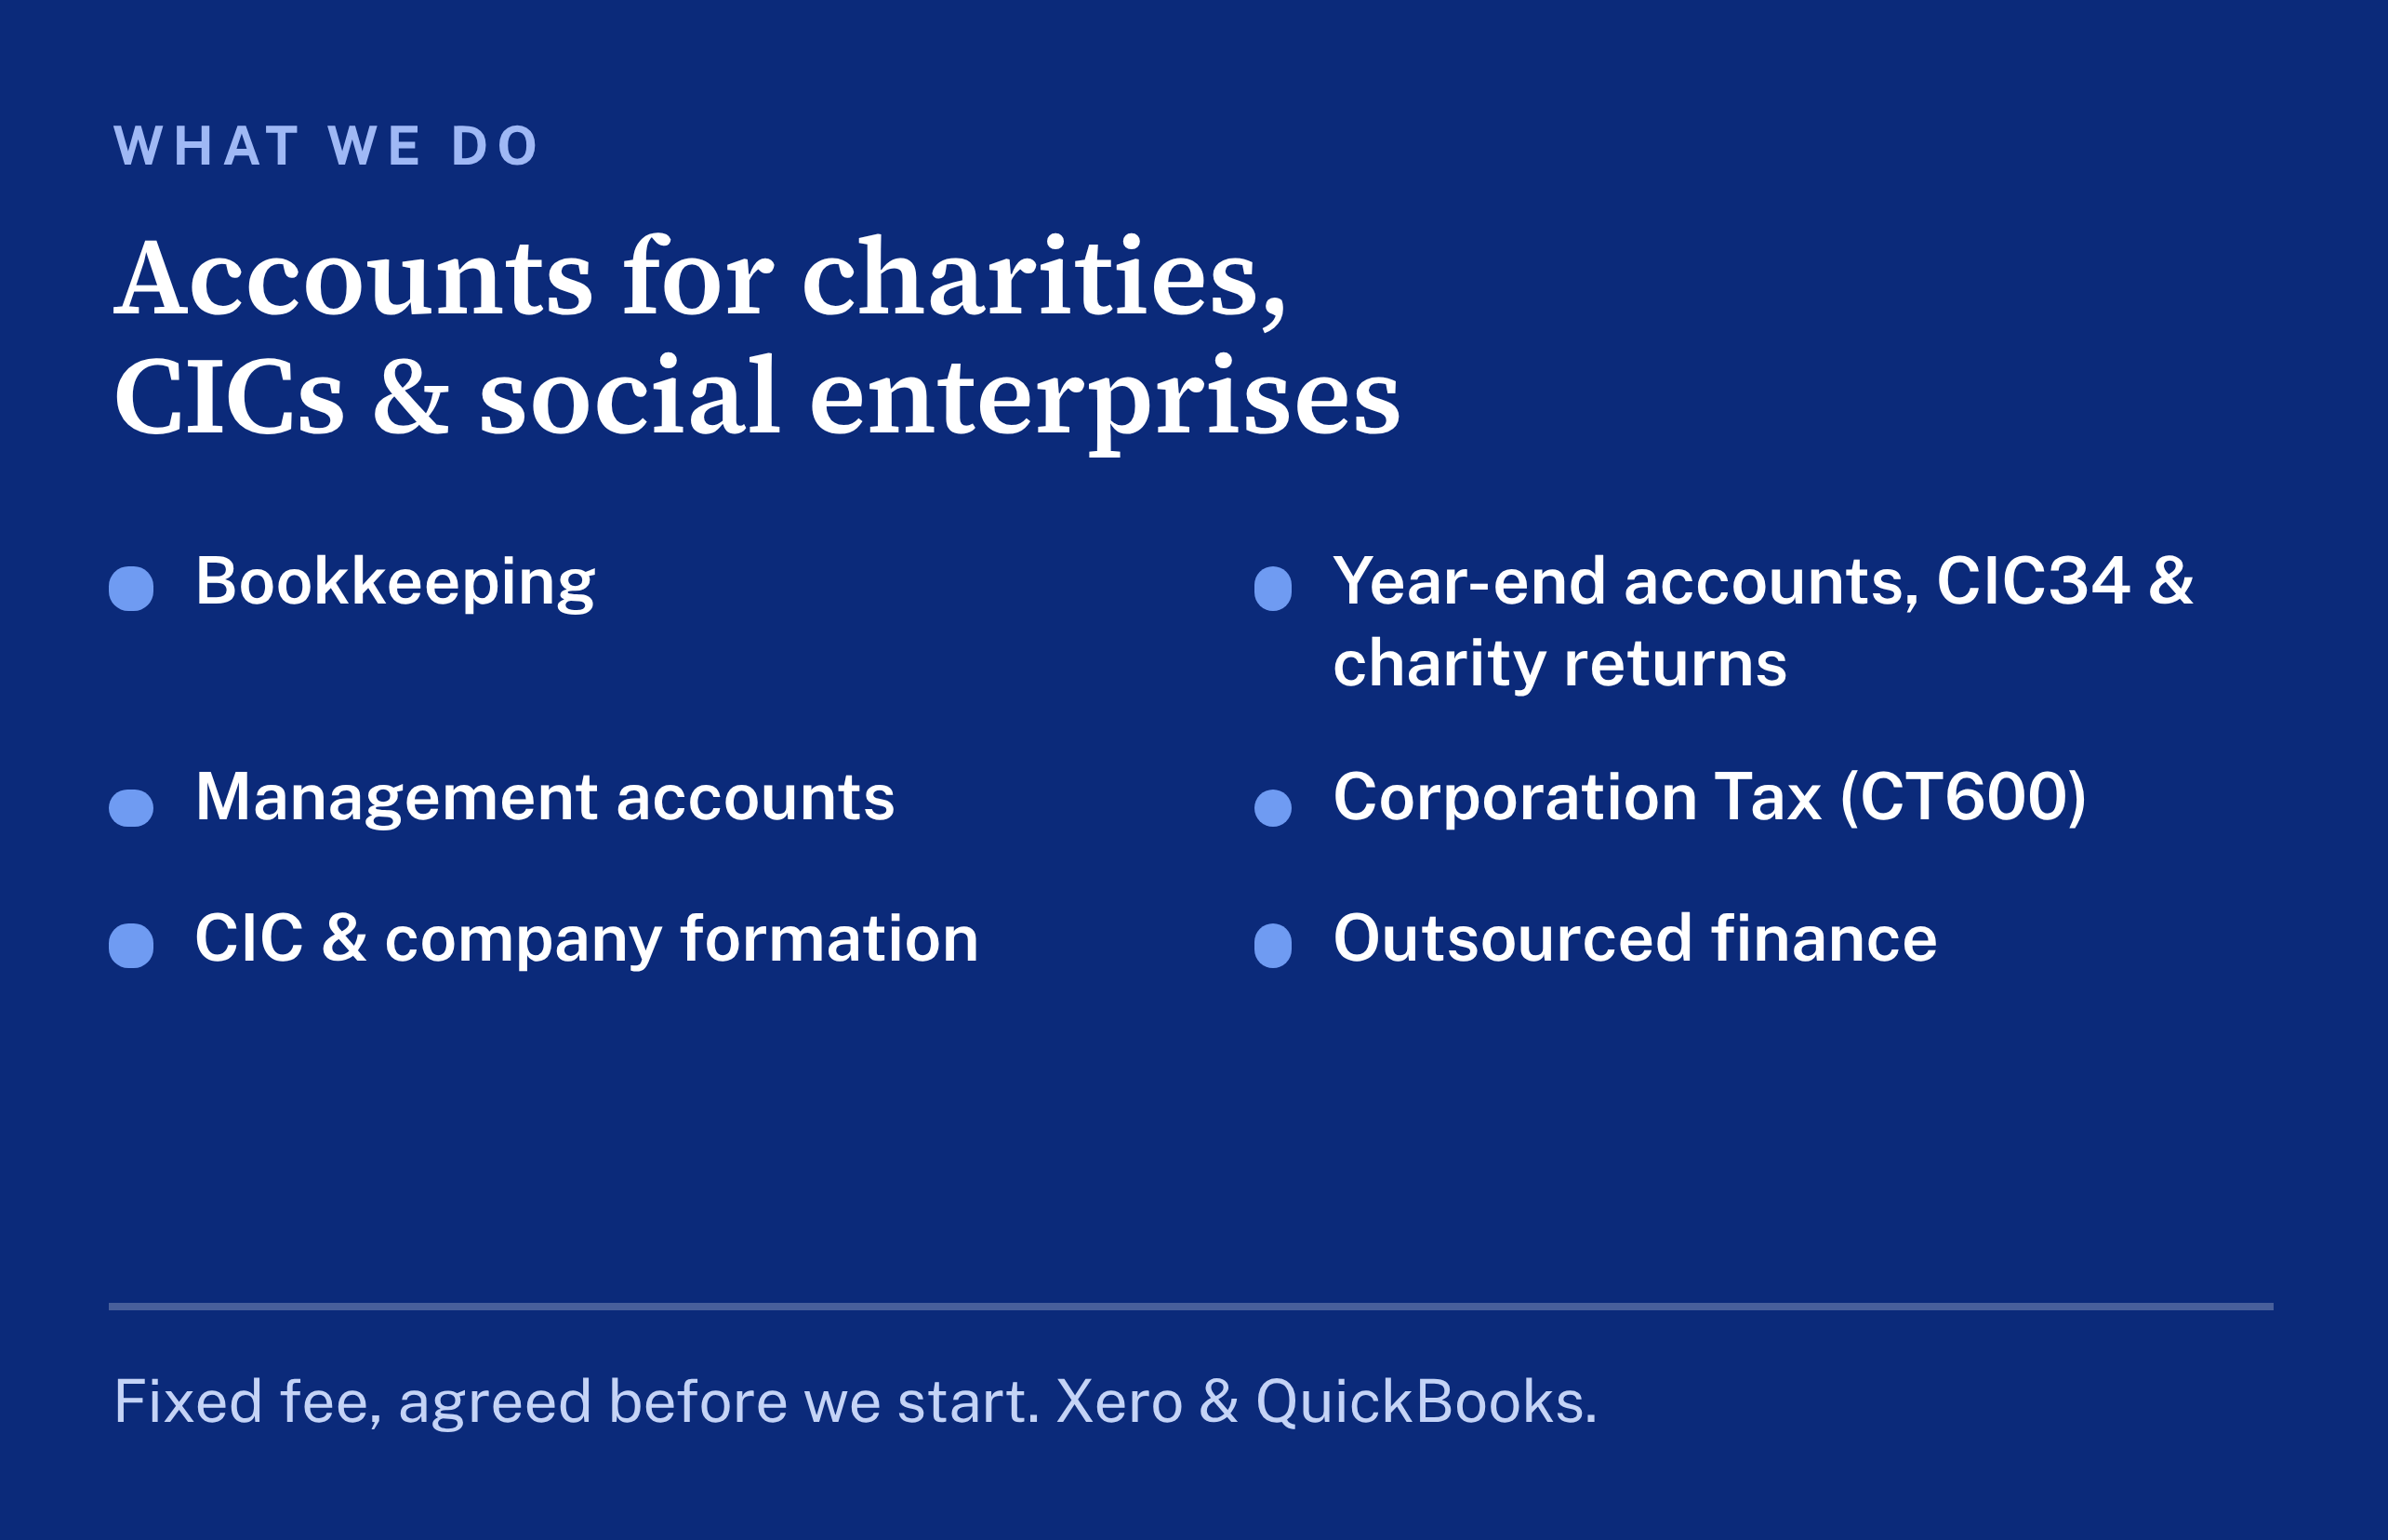 WHAT WE DO
Accounts for charities,
CICs & social enterprises
Bookkeeping
Year-end accounts, CIC34 &
charity returns
Management accounts
Corporation Tax (CT600)
CIC & company formation
Outsourced finance
Fixed fee, agreed before we start. Xero & QuickBooks.